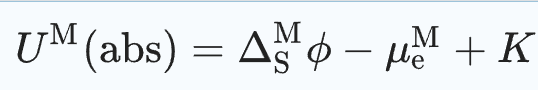 U^M(abs) = Δ_S^M ϕ − μ_e^M + K